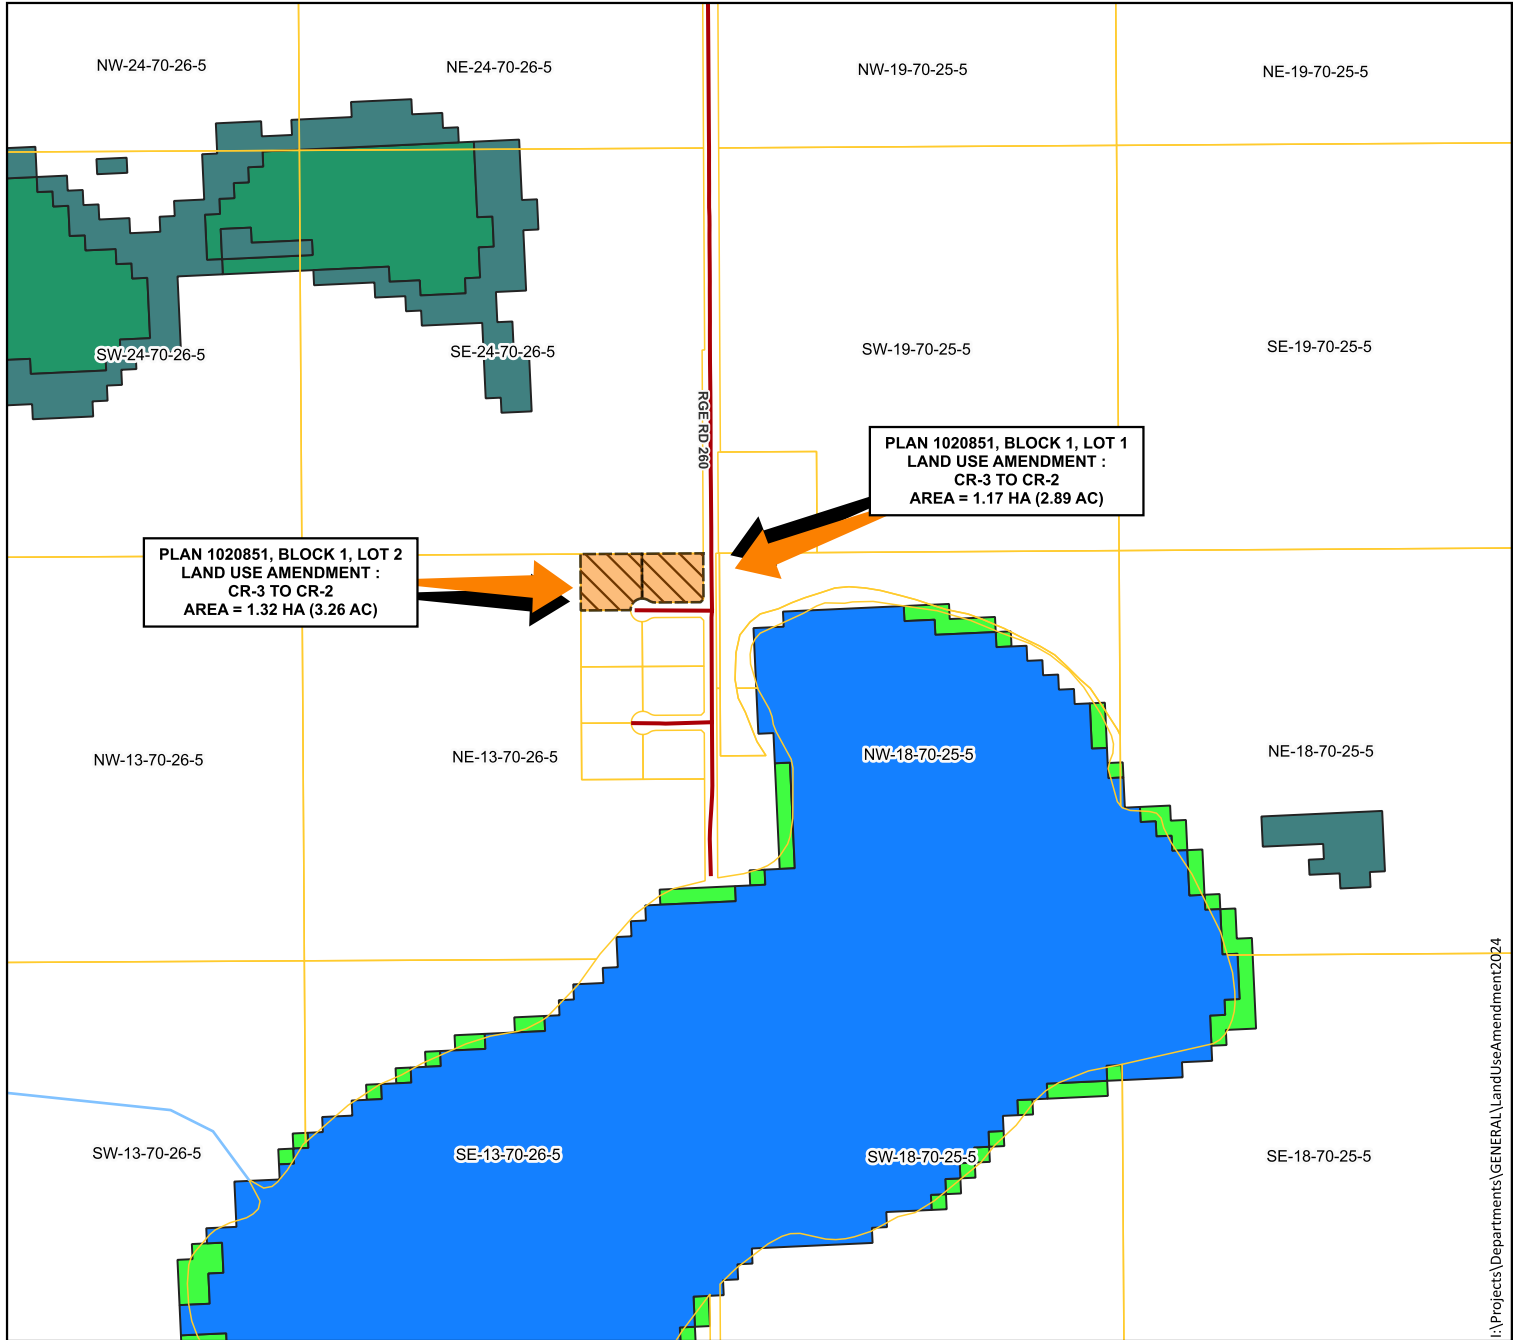 NW-24-70-26-5
NE-24-70-26-5
NW-19-70-25-5
NE-19-70-25-5
SW-24-70-26-5
SE-24-70-26-5
SW-19-70-25-5
SE-19-70-25-5
RGE RD 260
PLAN 1020851, BLOCK 1, LOT 1
LAND USE AMENDMENT :
CR-3 TO CR-2
AREA = 1.17 HA (2.89 AC)
PLAN 1020851, BLOCK 1, LOT 2
LAND USE AMENDMENT :
CR-3 TO CR-2
AREA = 1.32 HA (3.26 AC)
NW-13-70-26-5
NE-13-70-26-5
NW-18-70-25-5
NE-18-70-25-5
SW-13-70-26-5
SE-13-70-26-5
SW-18-70-25-5
SE-18-70-25-5
I:\Projects\Departments\GENERAL\LandUseAmendment2024